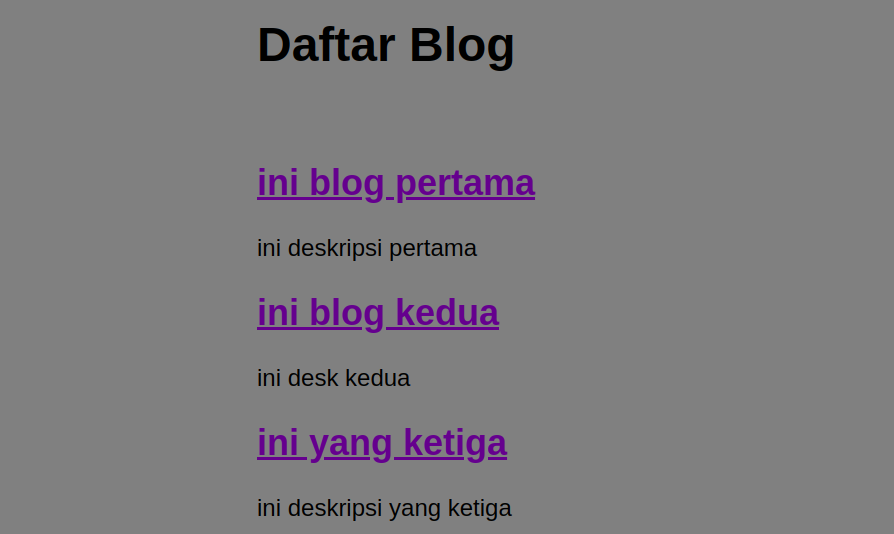 Daftar Blog
ini blog pertama
ini deskripsi pertama
ini blog kedua
ini desk kedua
ini yang ketiga
ini deskripsi yang ketiga